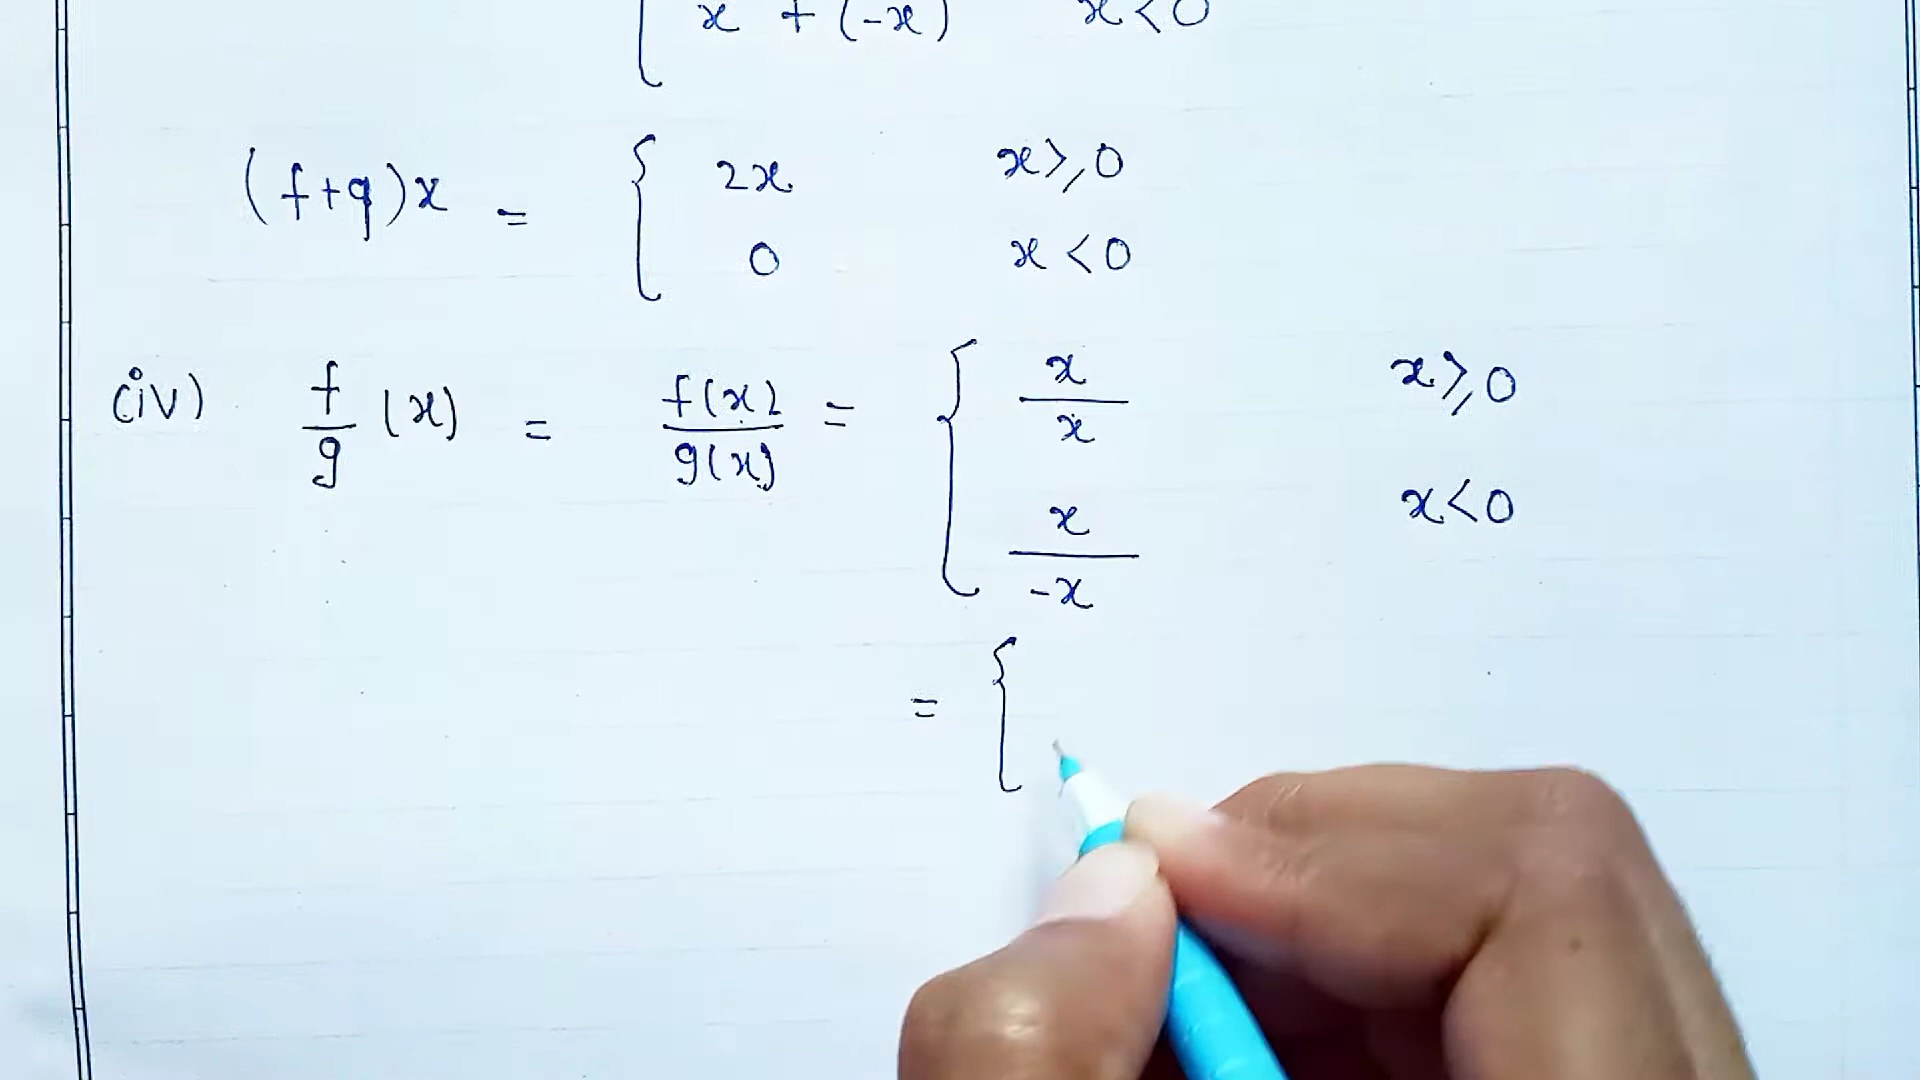 x + (-x) x<0
(f+g)x = { 2x x⩾0
0 x<0
(iv) f/g (x) = f(x)/g(x) = { x/x x⩾0
x/-x x<0
= {